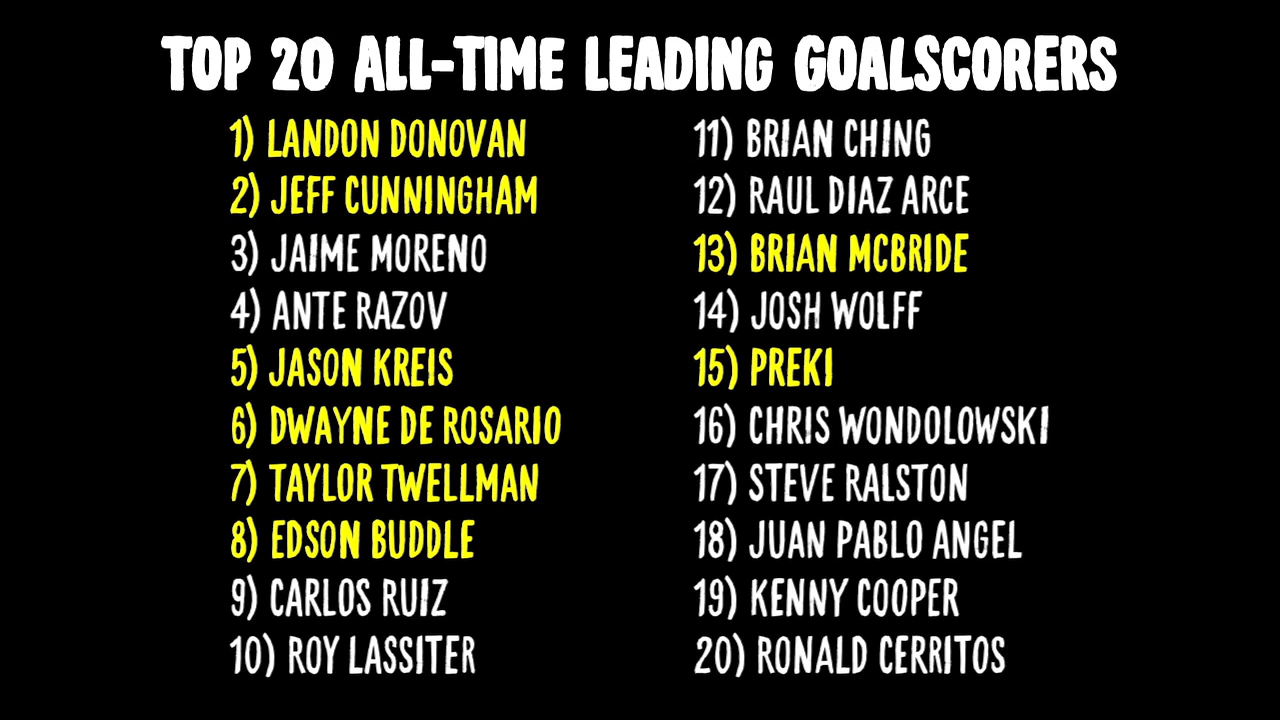 TOP 20 ALL-TIME LEADING GOALSCORERS
1) LANDON DONOVAN
2) JEFF CUNNINGHAM
3) JAIME MORENO
4) ANTE RAZOV
5) JASON KREIS
6) DWAYNE DE ROSARIO
7) TAYLOR TWELLMAN
8) EDSON BUDDLE
9) CARLOS RUIZ
10) ROY LASSITER
11) BRIAN CHING
12) RAUL DIAZ ARCE
13) BRIAN MCBRIDE
14) JOSH WOLFF
15) PREKI
16) CHRIS WONDOLOWSKI
17) STEVE RALSTON
18) JUAN PABLO ANGEL
19) KENNY COOPER
20) RONALD CERRITOS